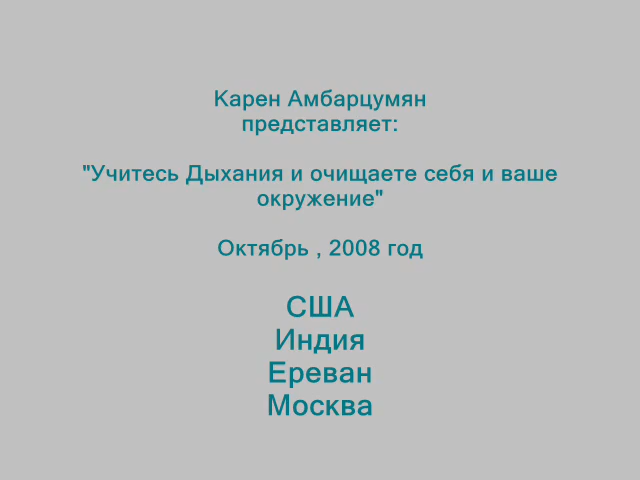 Карен Амбарцумян
представляет:
"Учитесь Дыхания и очищаете себя и ваше
окружение"
Октябрь , 2008 год
США
Индия
Ереван
Москва